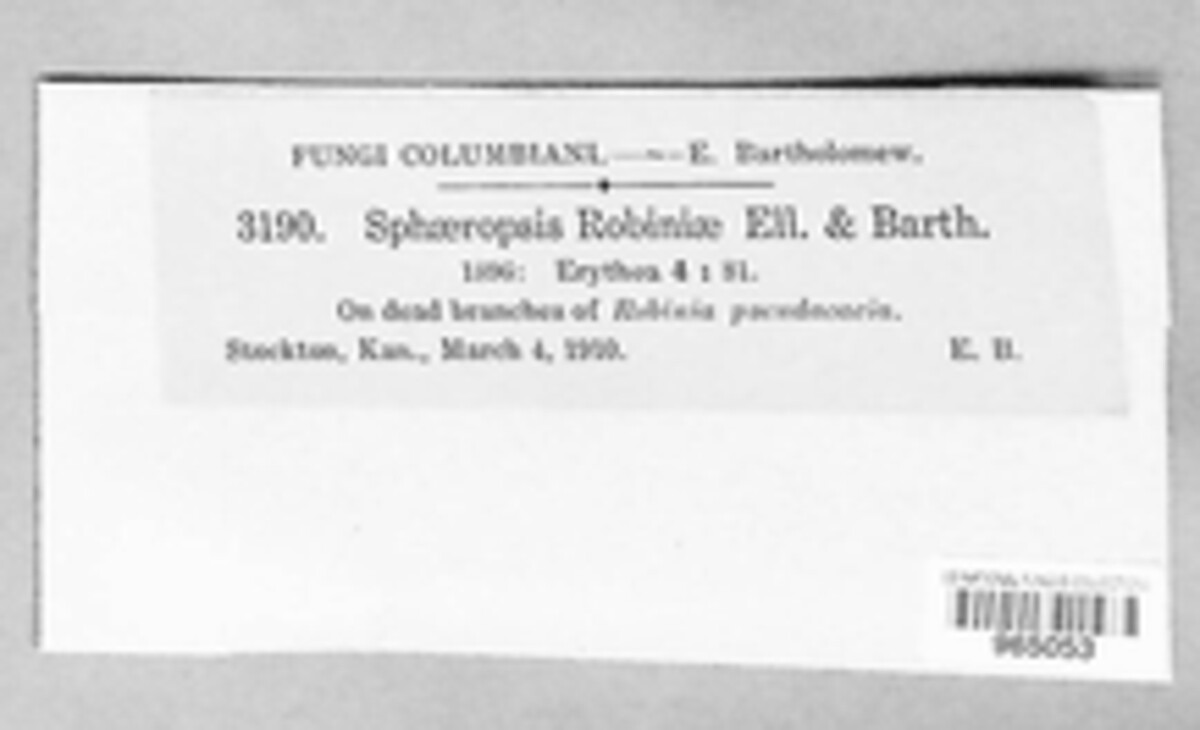 FUNGI COLUMBIANI.—~—E. Bartholomew.
3190. Sphæropsis Robiniæ Ell. & Barth.
1896: Erythea 4 : 81.
On dead branches of Robinia pseudacacia.
Stockton, Kan., March 4, 1910. E. B.
965053